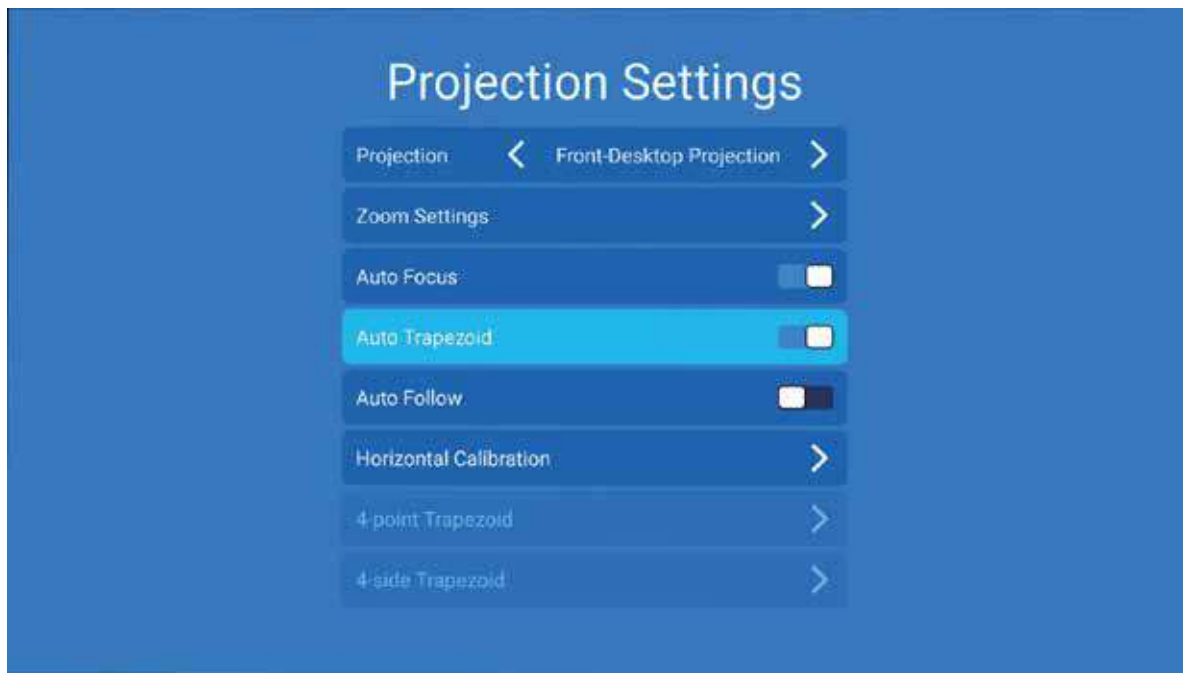 Projection Settings
Projection Front-Desktop Projection
Zoom Settings
Auto Focus
Auto Trapezoid
Auto Follow
Horizontal Calibration
4-point Trapezoid
4-side Trapezoid